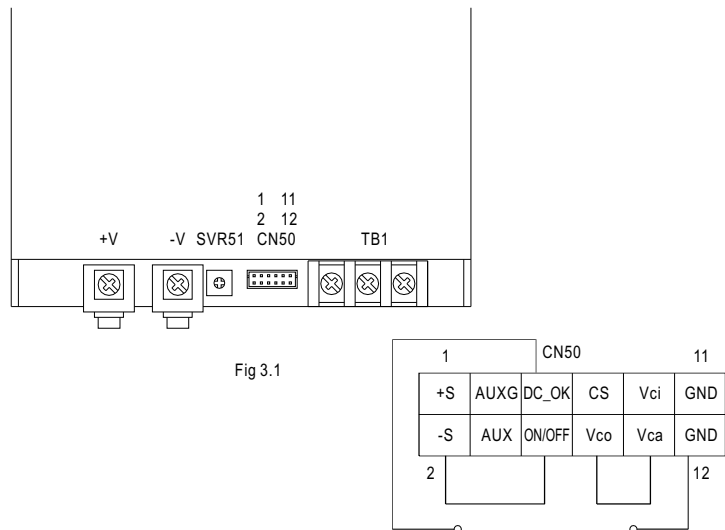 1 11
2 12
+V -V SVR51 CN50 TB1
Fig 3.1
1 CN50 11
+S AUXG DC_OK CS Vci GND
-S AUX ON/OFF Vco Vca GND
2 12